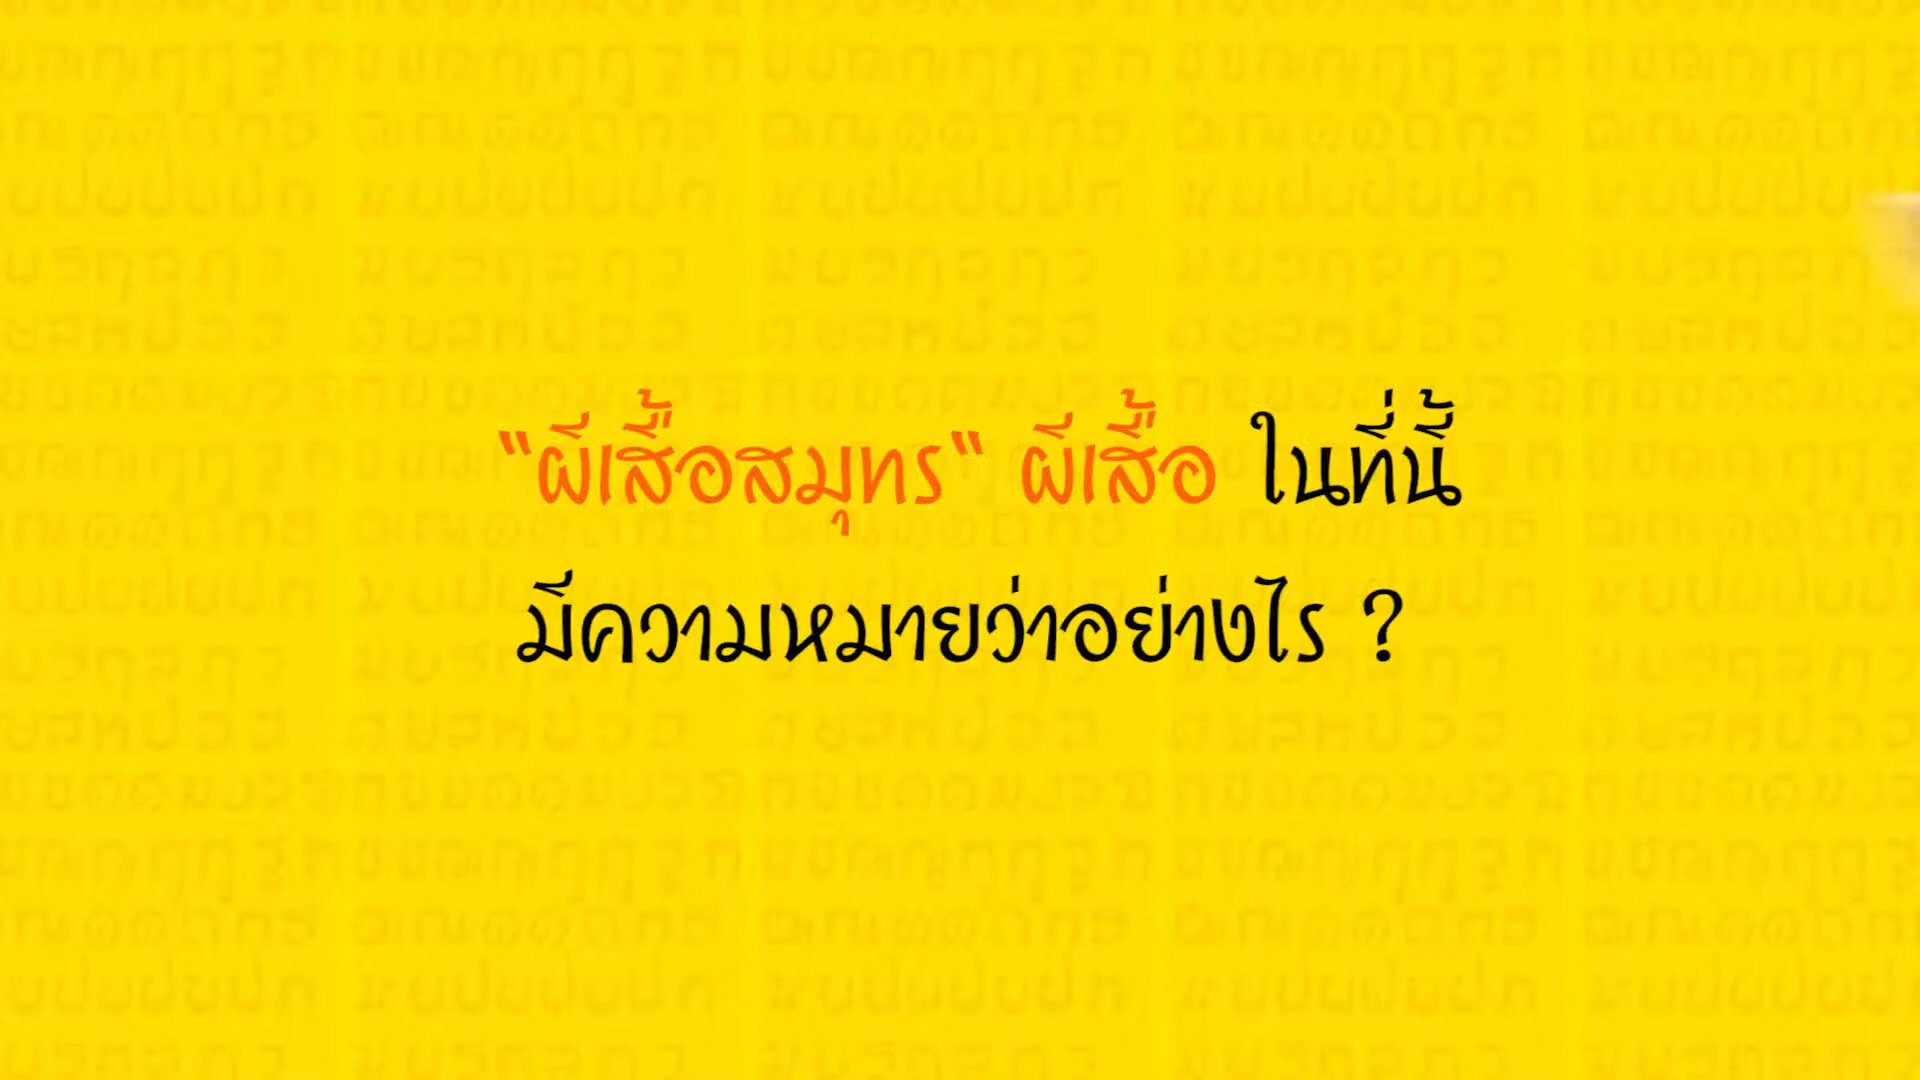 "ผีเสื้อสมุทร" ผีเสื้อ ในที่นี้
มีความหมายว่าอย่างไร ?